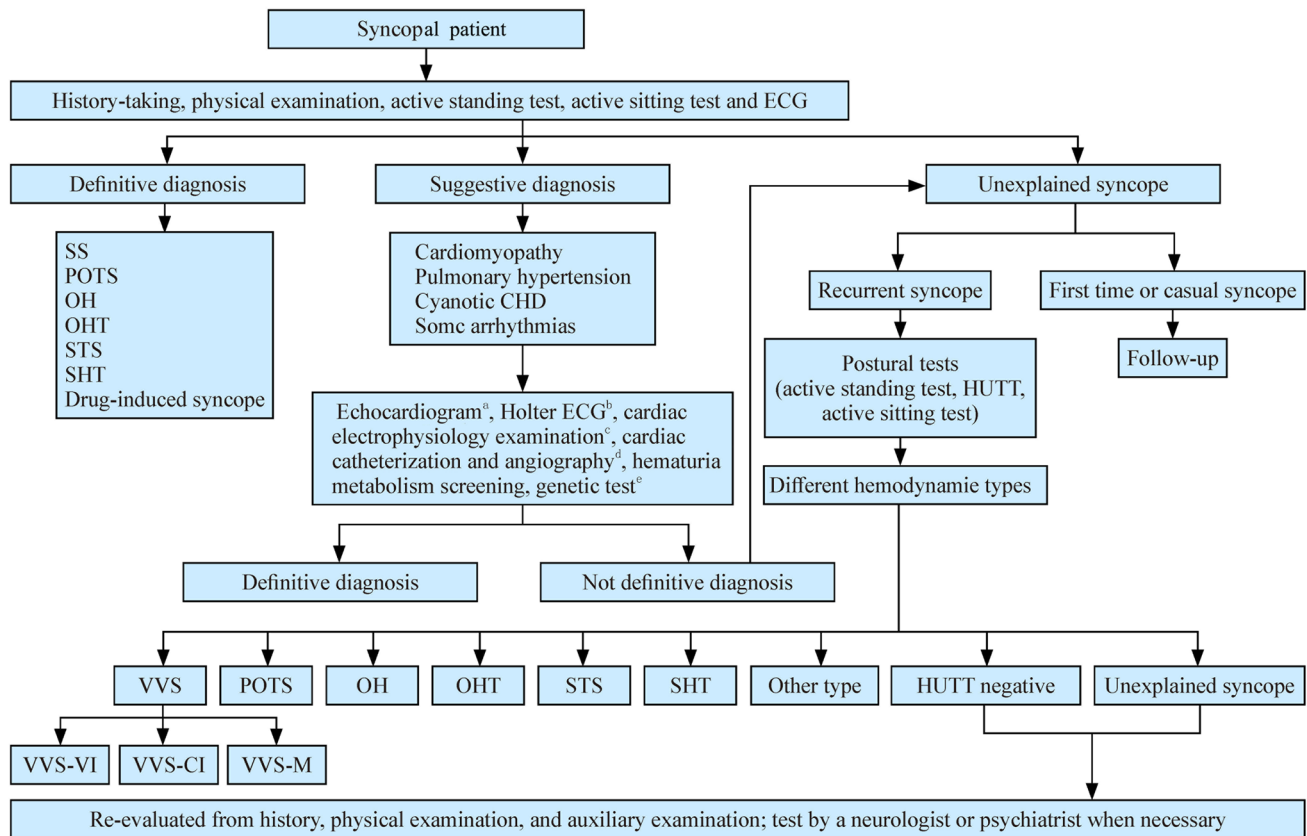 Syncopal patient
History-taking, physical examination, active standing test, active sitting test and ECG
Definitive diagnosis
Suggestive diagnosis
Unexplained syncope
SS
POTS
OH
OHT
STS
SHT
Drug-induced syncope
Cardiomyopathy
Pulmonary hypertension
Cyanotic CHD
Somc arrhythmias
Recurrent syncope
First time or casual syncope
Postural tests
(active standing test, HUTT,
active sitting test)
Follow-up
Echocardiogramᵃ, Holter ECGᵇ, cardiac
electrophysiology examinationᶜ, cardiac
catheterization and angiographyᵈ, hematuria
metabolism screening, genetic testᵉ
Different hemodynamie types
Definitive diagnosis
Not definitive diagnosis
VVS
POTS
OH
OHT
STS
SHT
Other type
HUTT negative
Unexplained syncope
VVS-VI
VVS-CI
VVS-M
Re-evaluated from history, physical examination, and auxiliary examination; test by a neurologist or psychiatrist when necessary